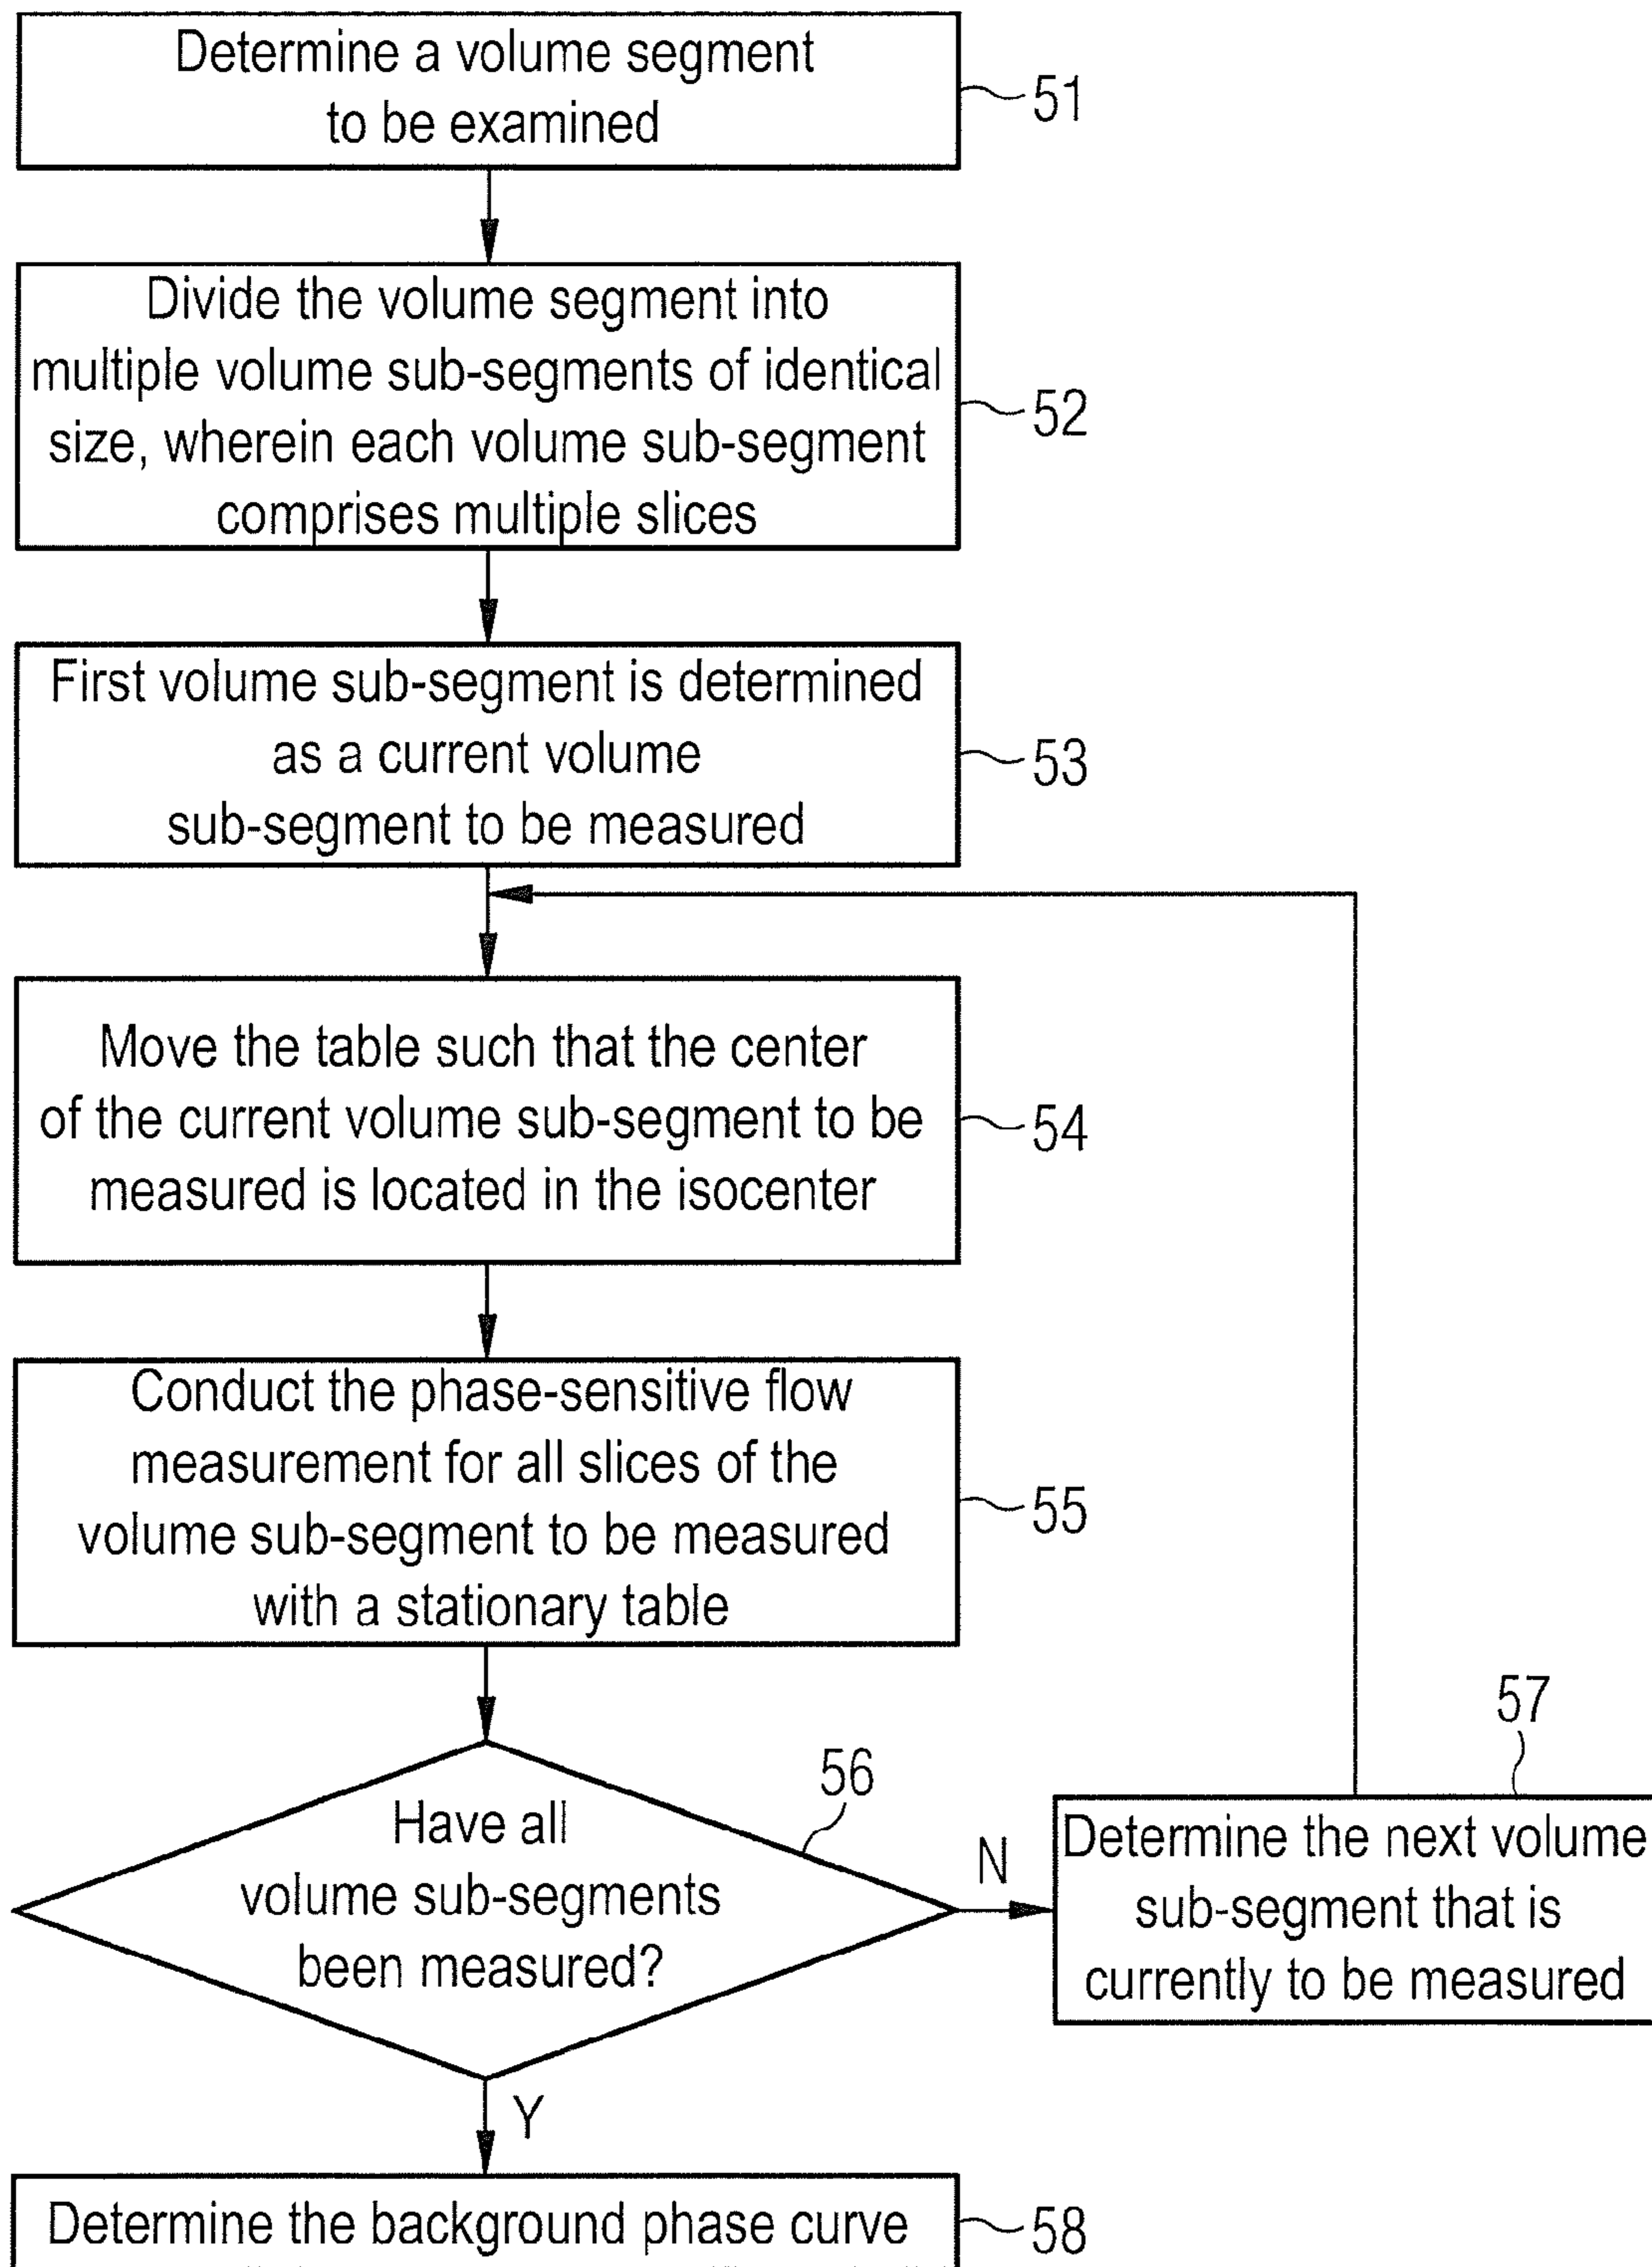 Determine a volume segment
to be examined
51
Divide the volume segment into
multiple volume sub-segments of identical
size, wherein each volume sub-segment
comprises multiple slices
52
First volume sub-segment is determined
as a current volume
sub-segment to be measured
53
Move the table such that the center
of the current volume sub-segment to be
measured is located in the isocenter
54
Conduct the phase-sensitive flow
measurement for all slices of the
volume sub-segment to be measured
with a stationary table
55
Have all
volume sub-segments
been measured?
56
N
57
Determine the next volume
sub-segment that is
currently to be measured
Y
Determine the background phase curve
58